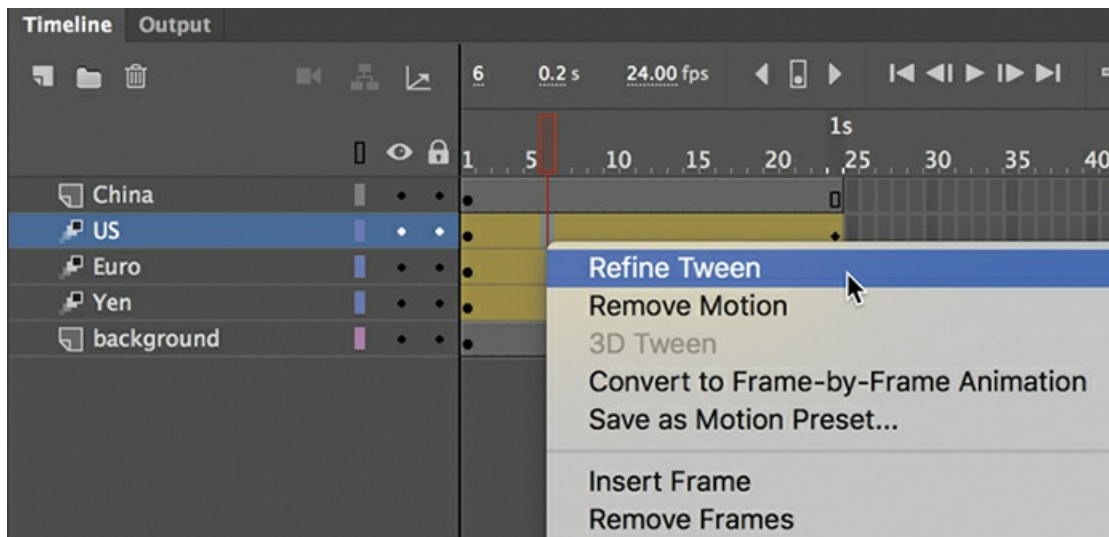 Timeline Output
6 0.2 s 24.00 fps
1s
1 5 10 15 20 25 30 35 40
China
US
Euro
Yen
background
Refine Tween
Remove Motion
3D Tween
Convert to Frame-by-Frame Animation
Save as Motion Preset...
Insert Frame
Remove Frames